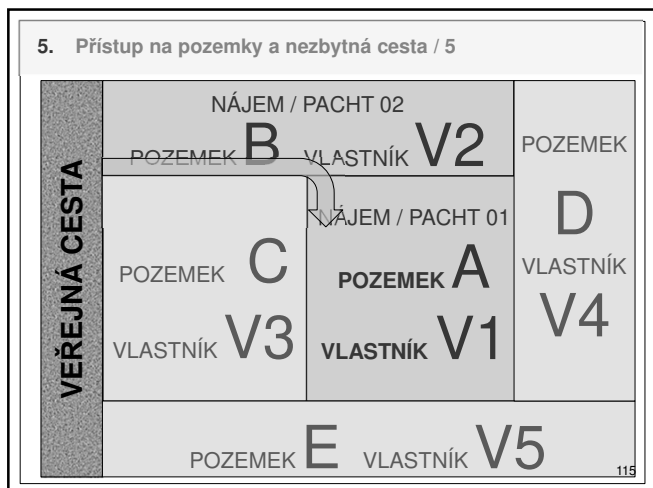 5. Přístup na pozemky a nezbytná cesta / 5
VEŘEJNÁ CESTA
NÁJEM / PACHT 02
POZEMEK B VLASTNÍK V2
POZEMEK
D
VLASTNÍK
V4
NÁJEM / PACHT 01
POZEMEK C
VLASTNÍK V3
POZEMEK A
VLASTNÍK V1
POZEMEK E VLASTNÍK V5
115